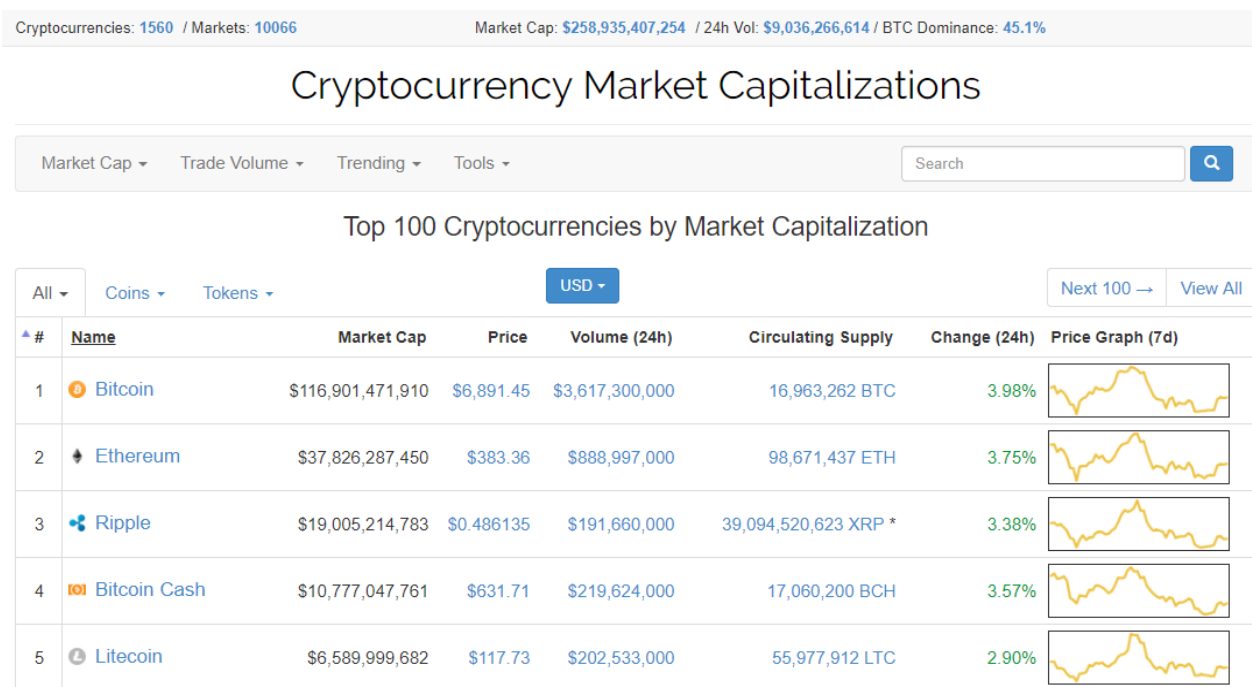 Cryptocurrencies: 1560 / Markets: 10066 Market Cap: $258,935,407,254 / 24h Vol: $9,036,266,614 / BTC Dominance: 45.1%
Cryptocurrency Market Capitalizations
Market Cap Trade Volume Trending Tools Search
Top 100 Cryptocurrencies by Market Capitalization
All Coins Tokens USD Next 100 → View All
# Name Market Cap Price Volume (24h) Circulating Supply Change (24h) Price Graph (7d)
1 Bitcoin $116,901,471,910 $6,891.45 $3,617,300,000 16,963,262 BTC 3.98%
2 Ethereum $37,826,287,450 $383.36 $888,997,000 98,671,437 ETH 3.75%
3 Ripple $19,005,214,783 $0.486135 $191,660,000 39,094,520,623 XRP * 3.38%
4 Bitcoin Cash $10,777,047,761 $631.71 $219,624,000 17,060,200 BCH 3.57%
5 Litecoin $6,589,999,682 $117.73 $202,533,000 55,977,912 LTC 2.90%